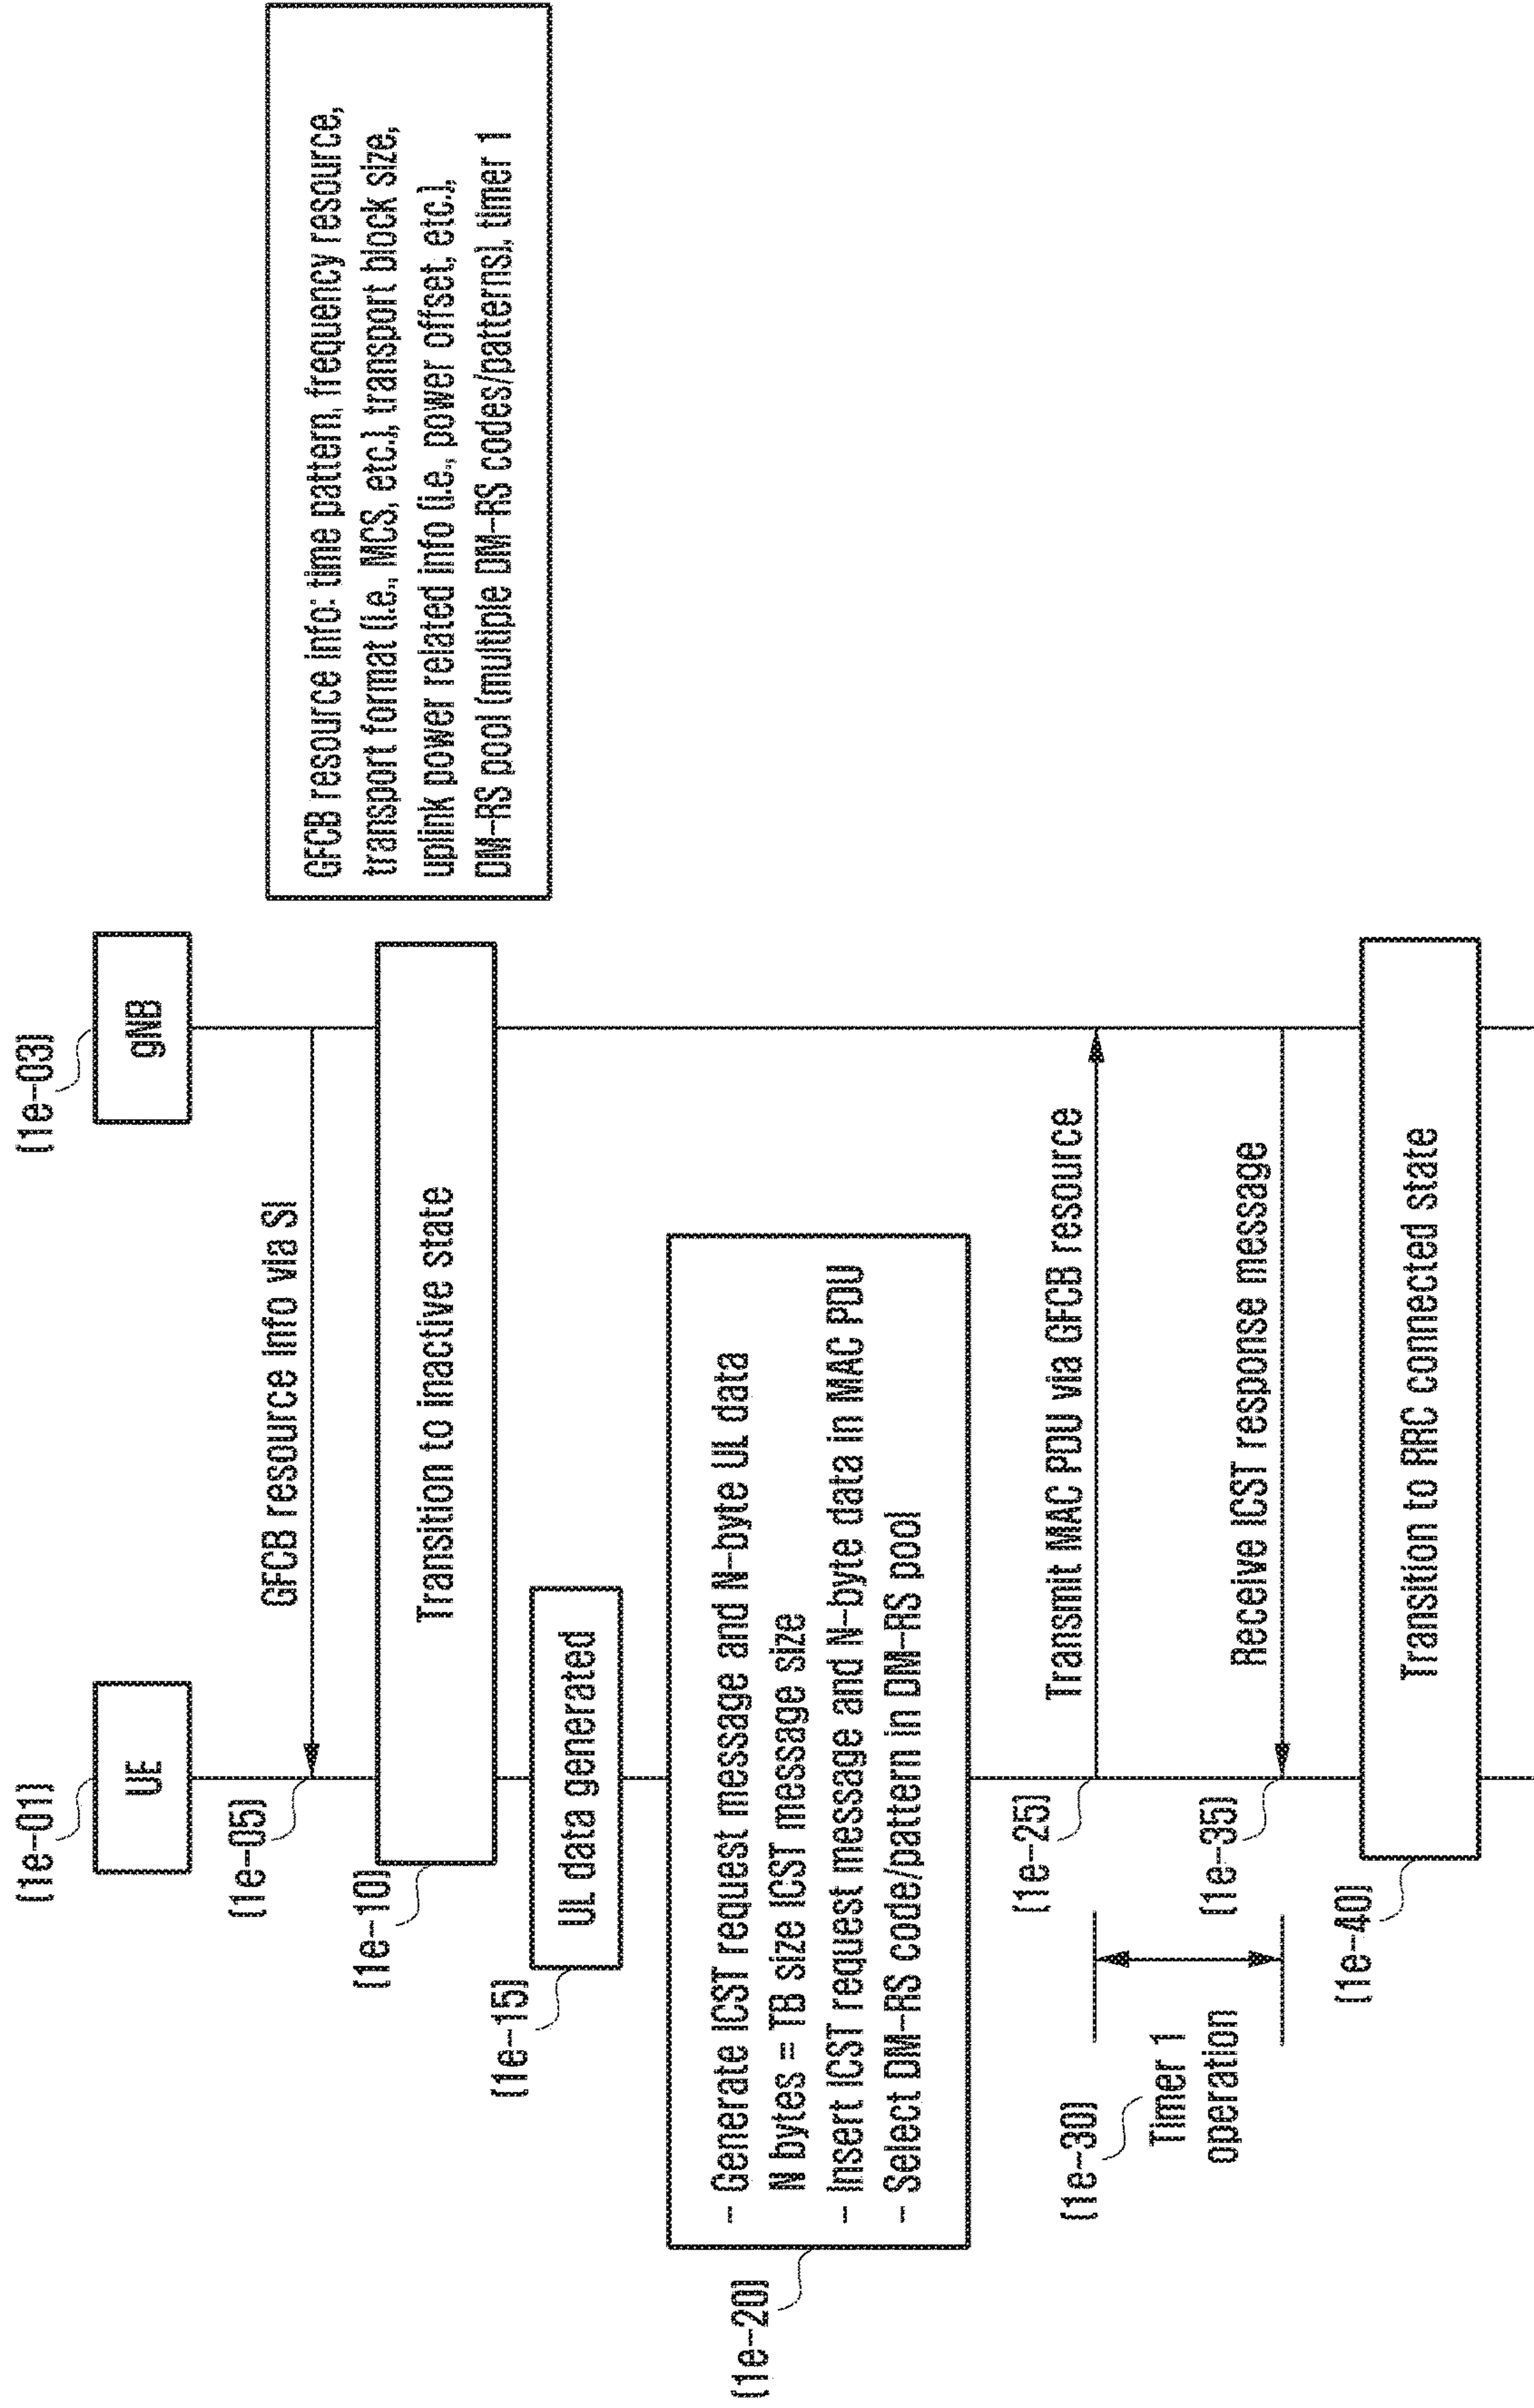 (1e-01)
UE
(1e-03)
gNB
(1e-05)
GFCB resource info via SI
GFCB resource info: time pattern, frequency resource,
transport format (i.e., MCS, etc.), transport block size,
uplink power related info (i.e., power offset, etc.),
DM-RS pool (multiple DM-RS codes/patterns), timer 1
(1e-10)
Transition to inactive state
(1e-15)
UL data generated
(1e-20)
- Generate ICST request message and N-byte UL data
N bytes = TB size ICST message size
- Insert ICST request message and N-byte data in MAC PDU
- Select DM-RS code/pattern in DM-RS pool
(1e-25)
Transmit MAC PDU via GFCB resource
(1e-30)
Timer 1
operation
(1e-35)
Receive ICST response message
(1e-40)
Transition to RRC connected state